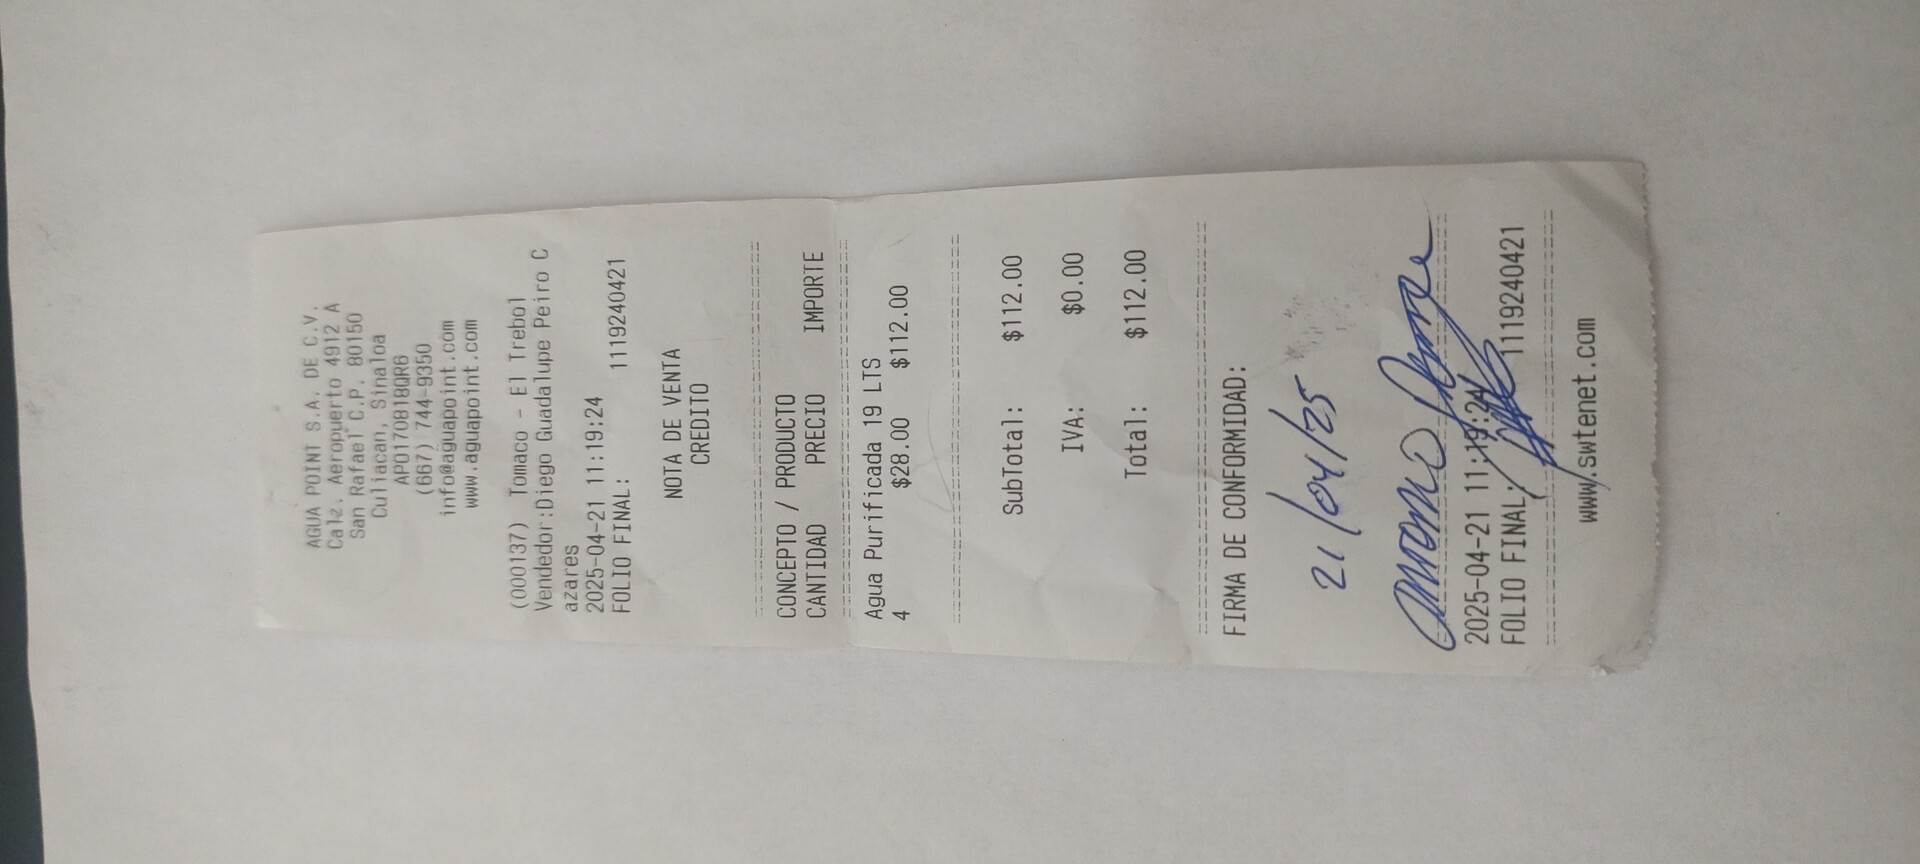 AGUA POINT S.A. DE C.V.
Calz. Aeropuerto 4912 A
San Rafael C.P. 80150
Culiacan, Sinaloa
APO170818QR6
(667) 744-9350
info@aguapoint.com
www.aguapoint.com
(000137) Tomaco - El Trebol
Vendedor:Diego Guadalupe Peiro C
azares
2025-04-21 11:19:24
FOLIO FINAL: 1119240421
NOTA DE VENTA
CREDITO
CONCEPTO / PRODUCTO
CANTIDAD PRECIO IMPORTE
Agua Purificada 19 LTS
4 $28.00 $112.00
SubTotal: $112.00
IVA: $0.00
Total: $112.00
FIRMA DE CONFORMIDAD:
21/04/25
2025-04-21 11:19:24
FOLIO FINAL: 1119240421
www.swtenet.com